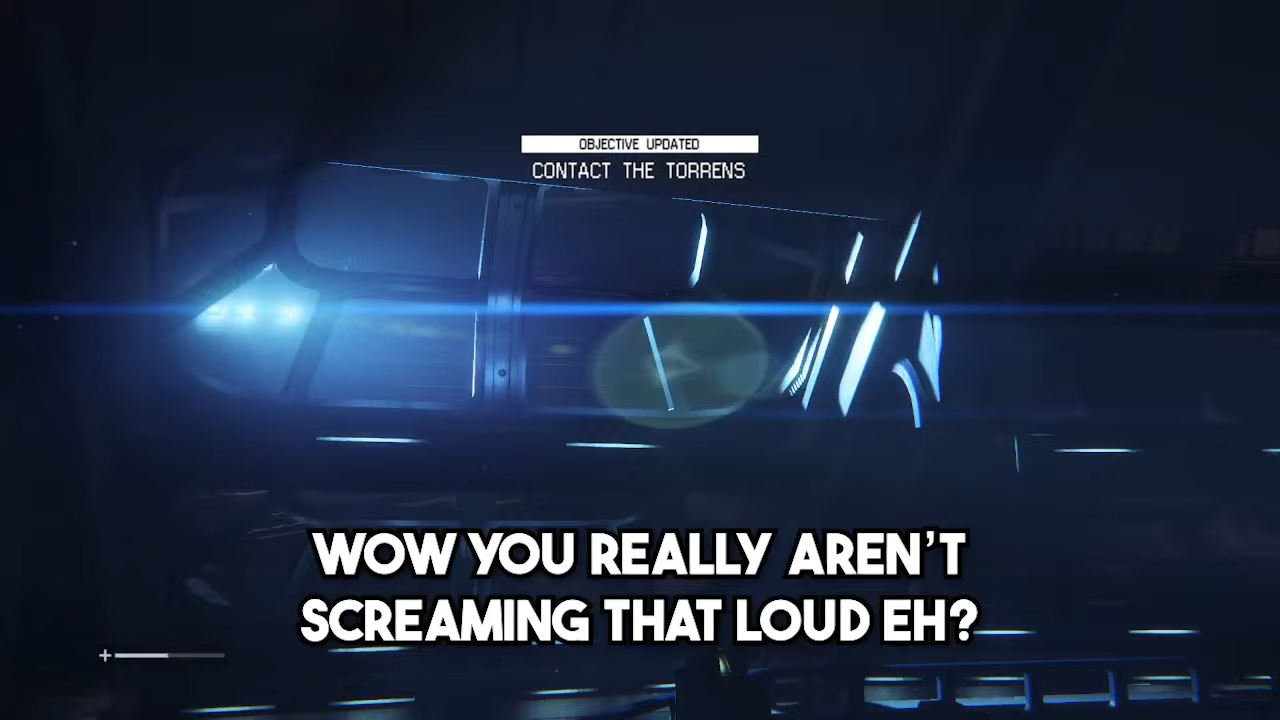 OBJECTIVE UPDATED
CONTACT THE TORRENS
WOW YOU REALLY AREN'T
SCREAMING THAT LOUD EH?